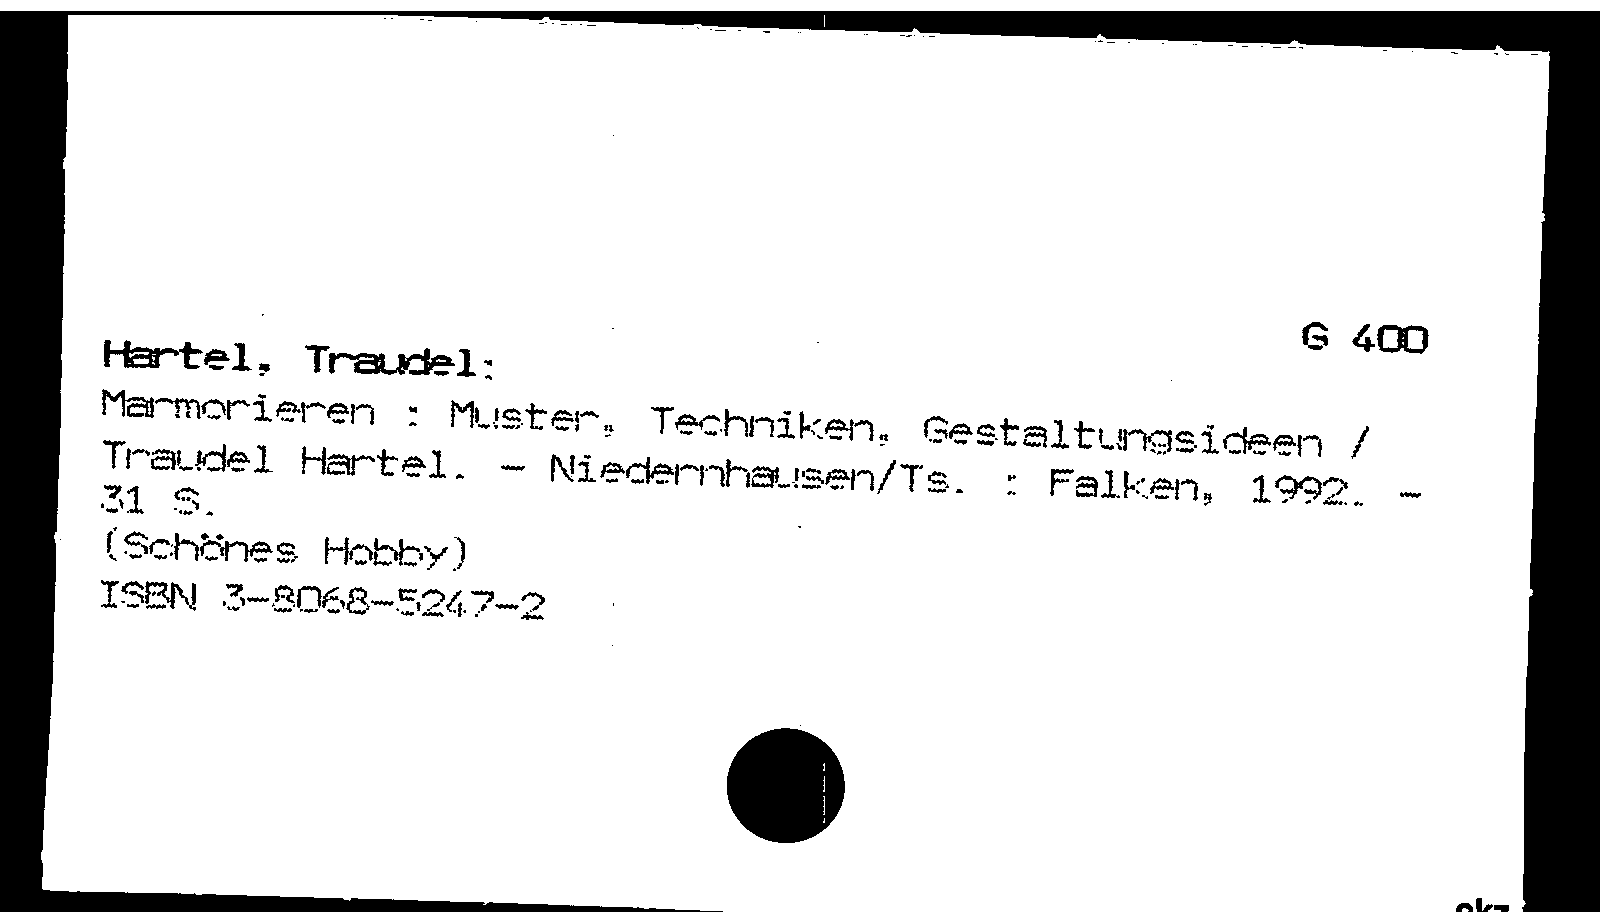 G 400
Hartel, Traudel:
Marmorieren : Muster, Techniken, Gestaltungsideen /
Traudel Hartel. - Niedernhausen/Ts. : Falken, 1992. -
31 S.
(Schönes Hobby)
ISBN 3-8068-5247-2